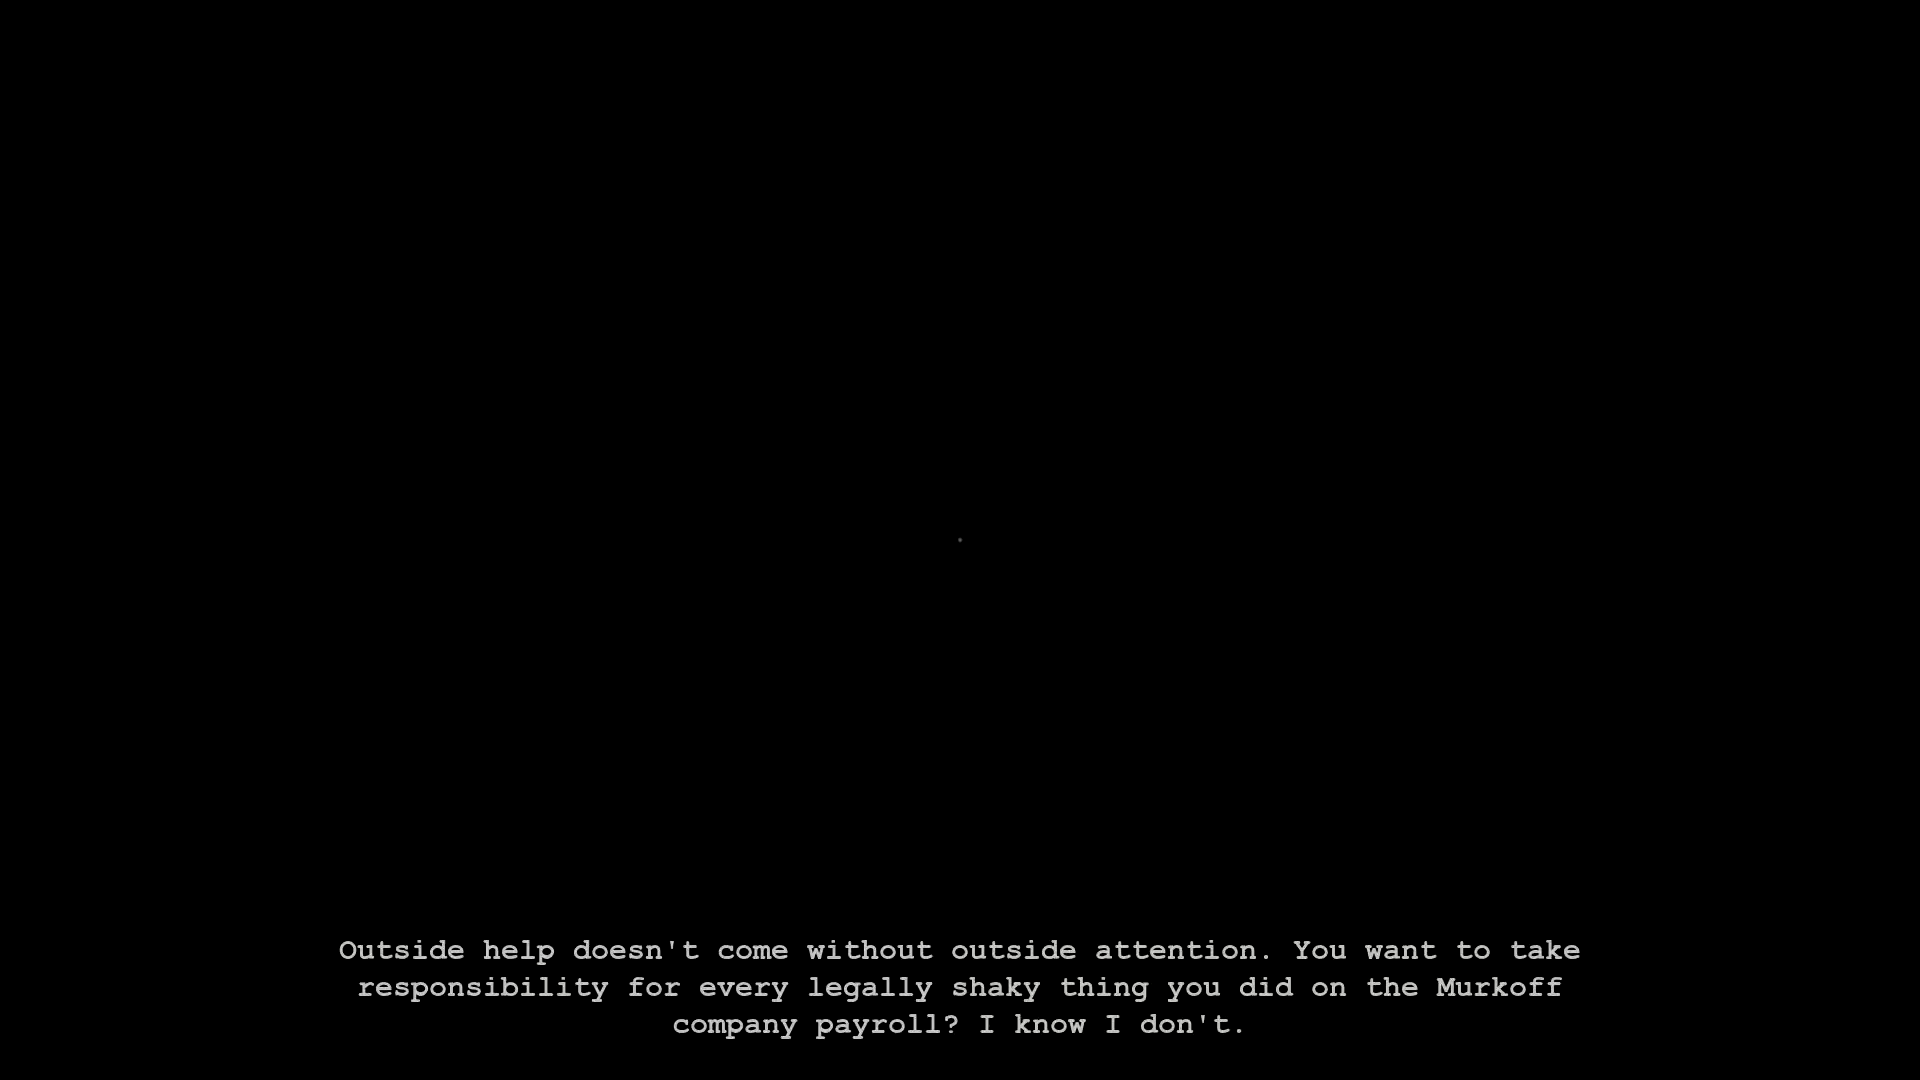 Outside help doesn't come without outside attention. You want to take
responsibility for every legally shaky thing you did on the Murkoff
company payroll? I know I don't.